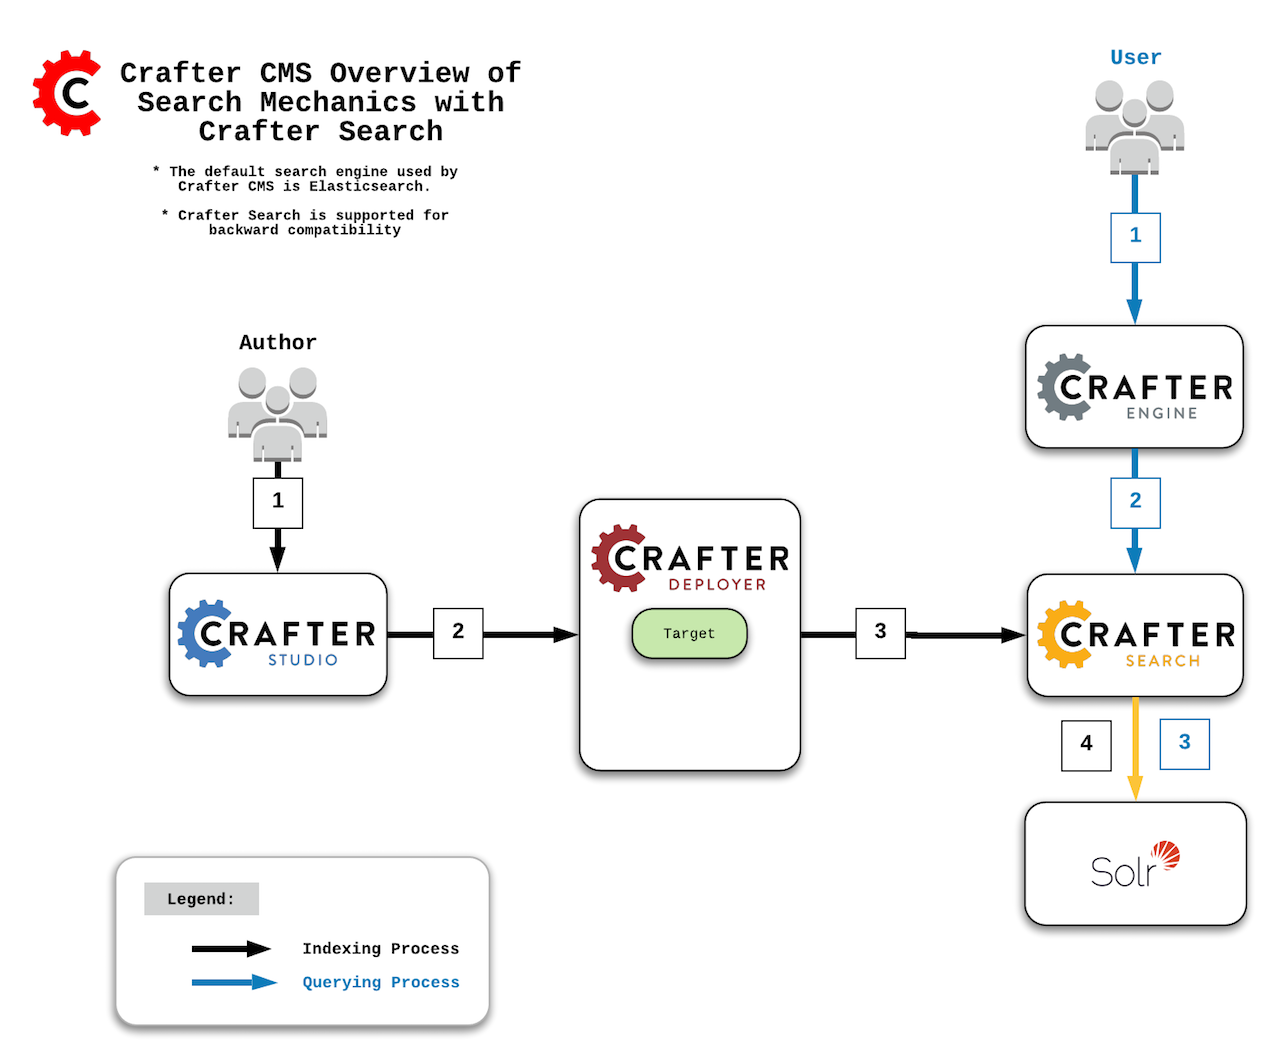 Crafter CMS Overview of
Search Mechanics with
Crafter Search
* The default search engine used by
Crafter CMS is Elasticsearch.
* Crafter Search is supported for
backward compatibility
User
1
CRAFTER
ENGINE
2
Author
1
CRAFTER
STUDIO
2
CRAFTER
DEPLOYER
Target
3
CRAFTER
SEARCH
4
3
Solr
Legend:
Indexing Process
Querying Process